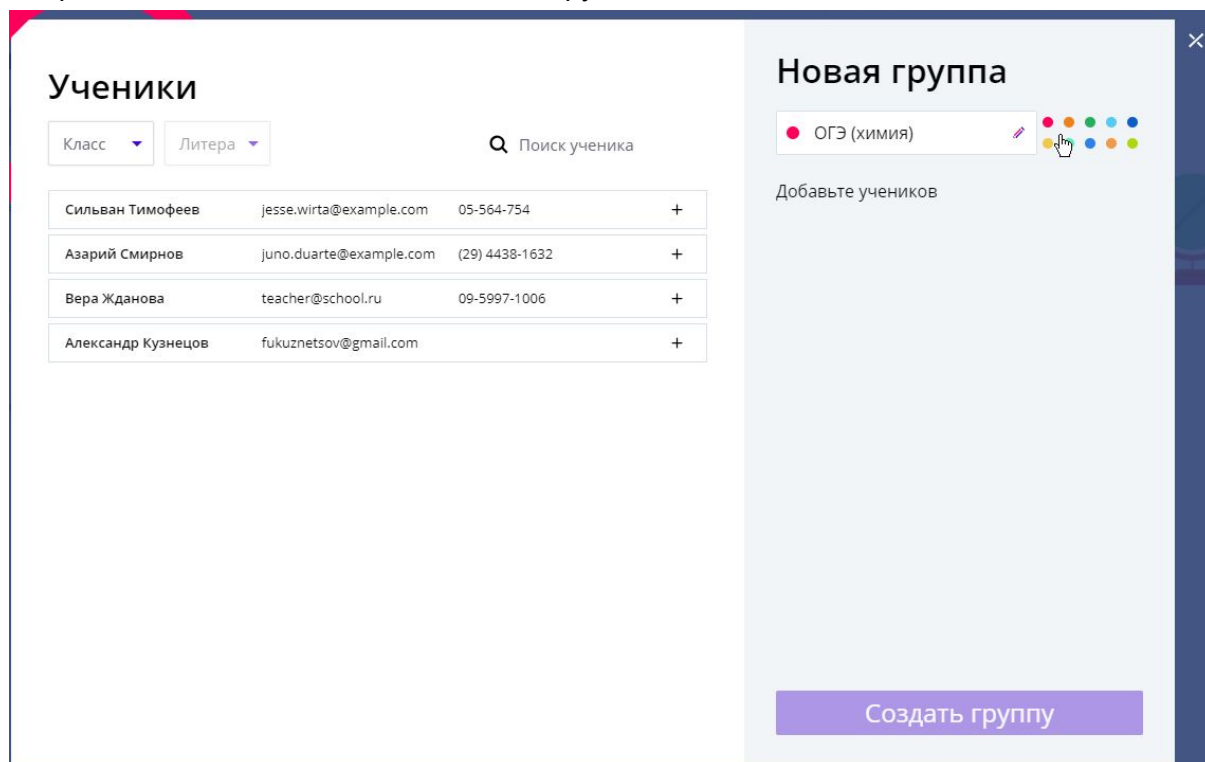 Ученики
Класс Литера Поиск ученика
Сильван Тимофеев jesse.wirta@example.com 05-564-754 +
Азарий Смирнов juno.duarte@example.com (29) 4438-1632 +
Вера Жданова teacher@school.ru 09-5997-1006 +
Александр Кузнецов fukuznetsov@gmail.com +
Новая группа
ОГЭ (химия)
Добавьте учеников
Создать группу